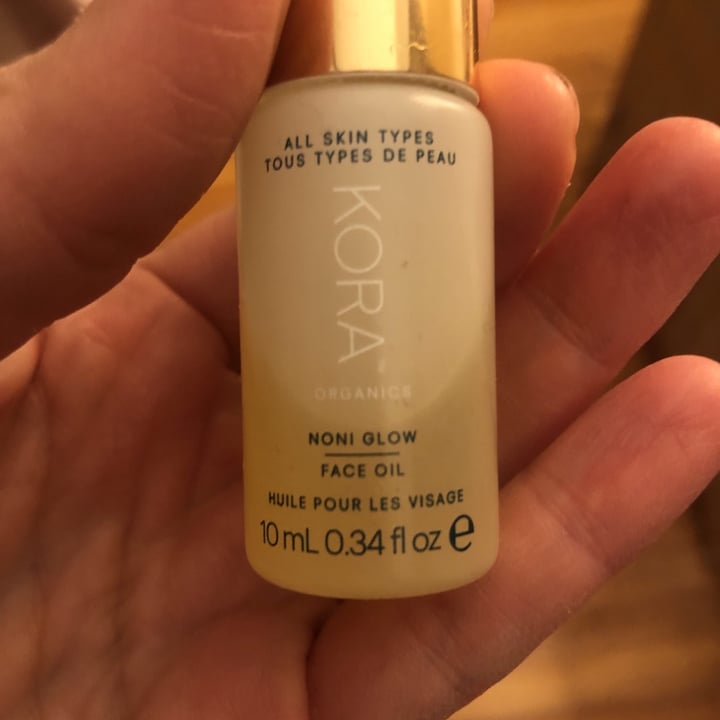 ALL SKIN TYPES
TOUS TYPES DE PEAU
KORA
ORGANICS
NONI GLOW
FACE OIL
HUILE POUR LES VISAGE
10 mL 0.34 fl oz ℮